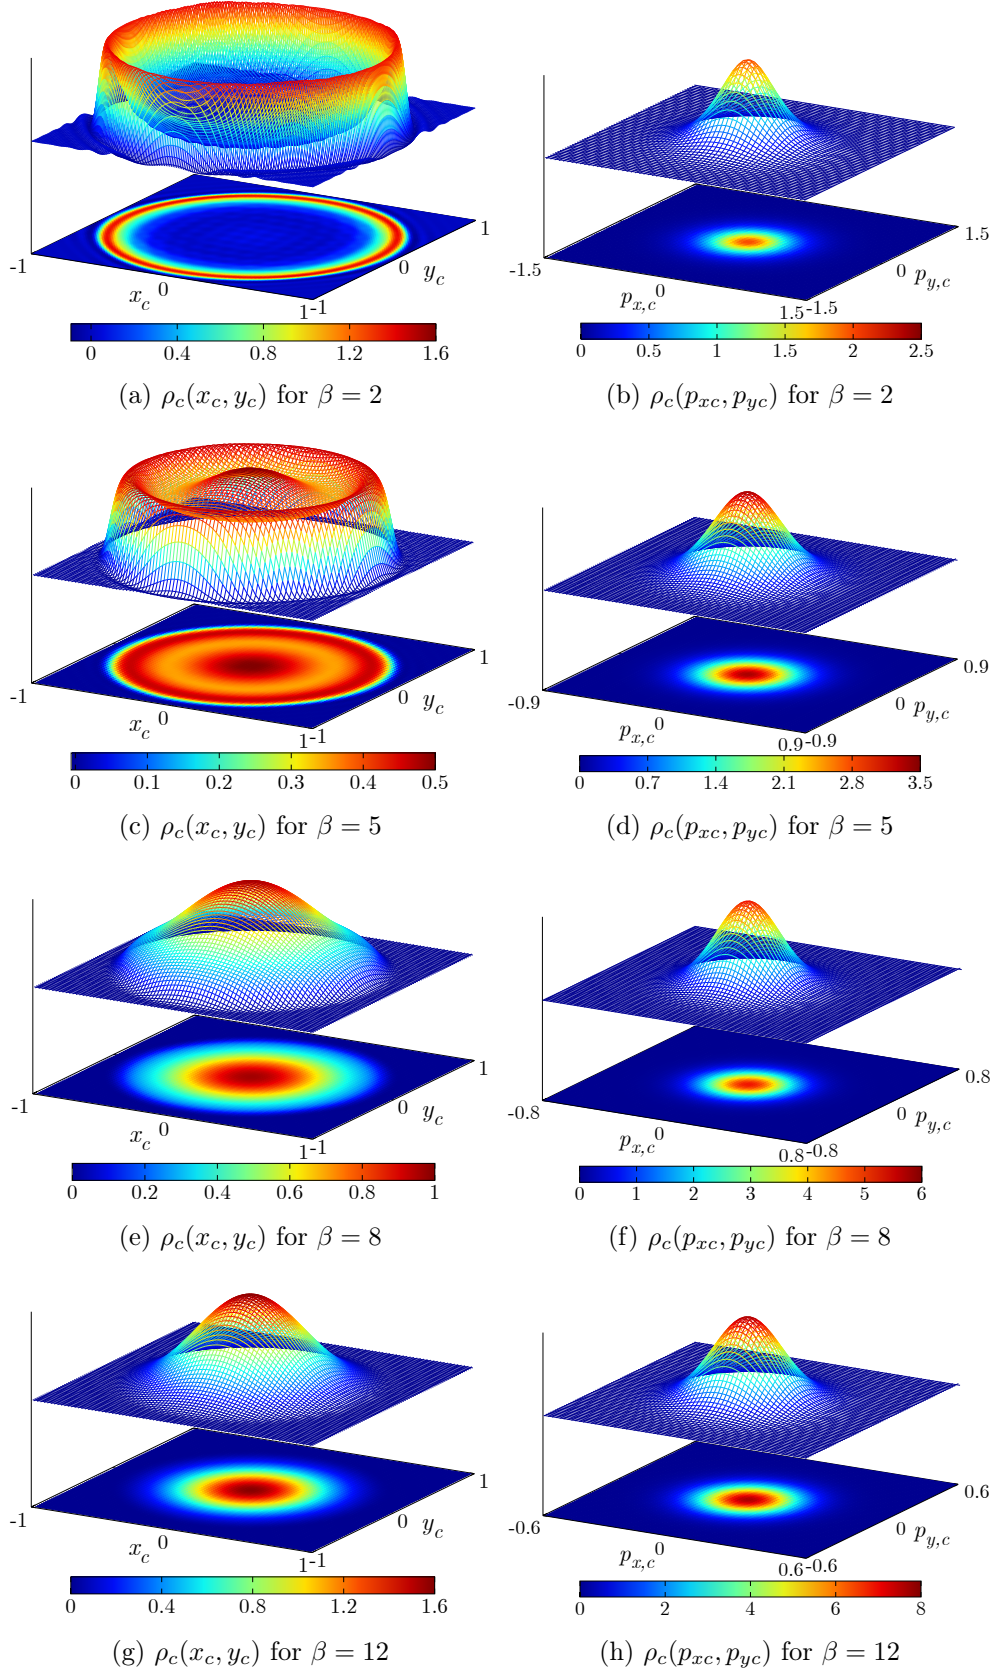 -1
x_c 0
1
-1
0
y_c
1
0 0.4 0.8 1.2 1.6
(a) ρ_c(x_c, y_c) for β = 2
-1.5
p_{x,c} 0
1.5
-1.5
0 p_{y,c}
1.5
0 0.5 1 1.5 2 2.5
(b) ρ_c(p_{xc}, p_{yc}) for β = 2
-1
x_c 0
1
-1
0
y_c
1
0 0.1 0.2 0.3 0.4 0.5
(c) ρ_c(x_c, y_c) for β = 5
-0.9
p_{x,c} 0
0.9
-0.9
0 p_{y,c}
0.9
0 0.7 1.4 2.1 2.8 3.5
(d) ρ_c(p_{xc}, p_{yc}) for β = 5
-1
x_c 0
1
-1
0
y_c
1
0 0.2 0.4 0.6 0.8 1
(e) ρ_c(x_c, y_c) for β = 8
-0.8
p_{x,c} 0
0.8
-0.8
0 p_{y,c}
0.8
0 1 2 3 4 5 6
(f) ρ_c(p_{xc}, p_{yc}) for β = 8
-1
x_c 0
1
-1
0
y_c
1
0 0.4 0.8 1.2 1.6
(g) ρ_c(x_c, y_c) for β = 12
-0.6
p_{x,c} 0
0.6
-0.6
0 p_{y,c}
0.6
0 2 4 6 8
(h) ρ_c(p_{xc}, p_{yc}) for β = 12